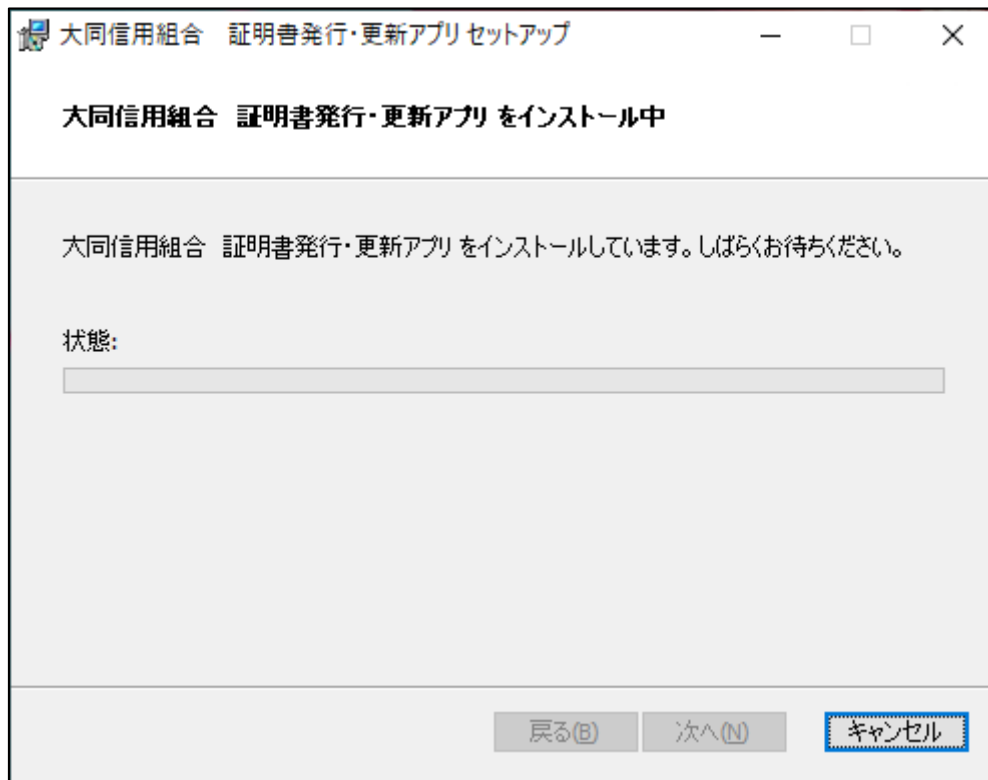 大同信用組合　証明書発行・更新アプリ セットアップ
大同信用組合　証明書発行・更新アプリ をインストール中
大同信用組合　証明書発行・更新アプリ をインストールしています。しばらくお待ちください。
状態:
戻る(B) 次へ(N) キャンセル